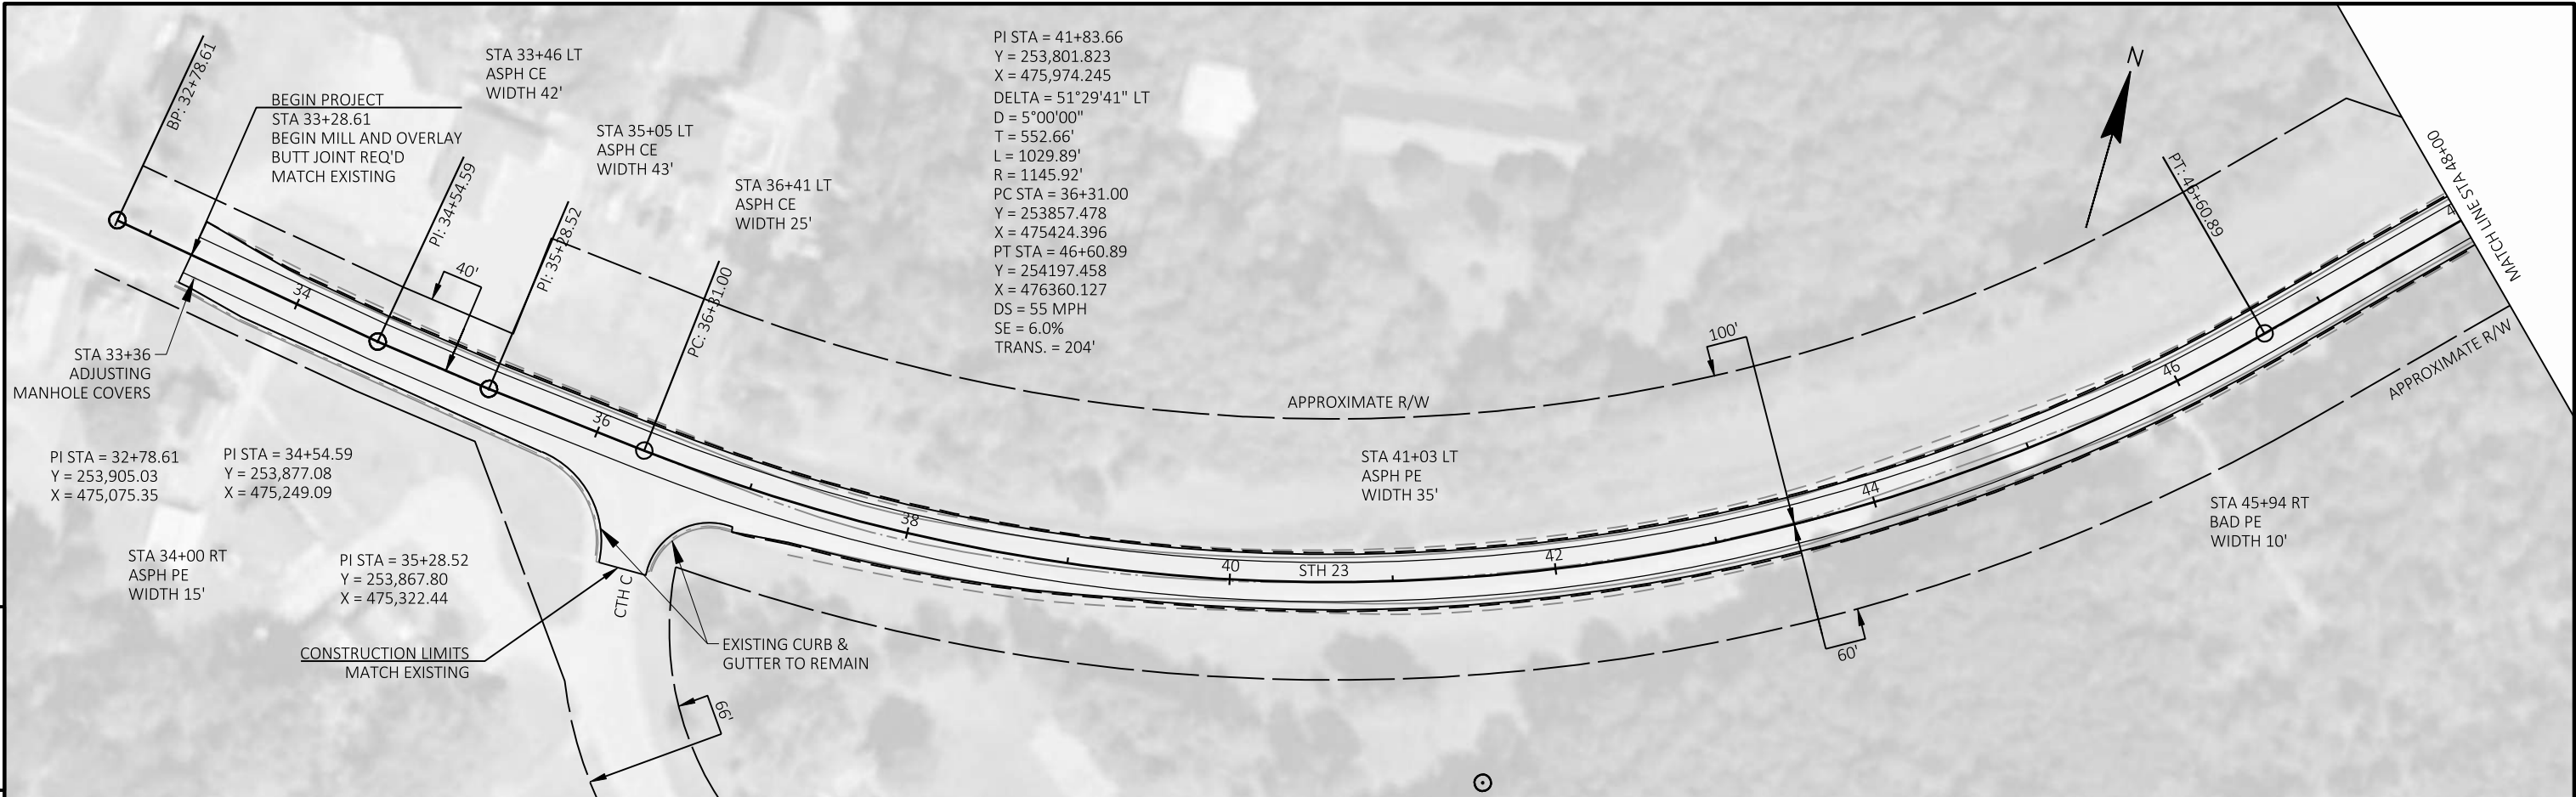 BP: 32+78.61
BEGIN PROJECT
STA 33+28.61
BEGIN MILL AND OVERLAY
BUTT JOINT REQ'D
MATCH EXISTING
STA 33+46 LT
ASPH CE
WIDTH 42'
PI: 34+54.59
40'
PI: 35+28.52
STA 35+05 LT
ASPH CE
WIDTH 43'
STA 36+41 LT
ASPH CE
WIDTH 25'
PC: 36+31.00
PI STA = 41+83.66
Y = 253,801.823
X = 475,974.245
DELTA = 51°29'41" LT
D = 5°00'00"
T = 552.66'
L = 1029.89'
R = 1145.92'
PC STA = 36+31.00
Y = 253857.478
X = 475424.396
PT STA = 46+60.89
Y = 254197.458
X = 476360.127
DS = 55 MPH
SE = 6.0%
TRANS. = 204'
N
PT: 46+60.89
MATCH LINE STA 48+00
4
34
36
38
40
STH 23
42
44
46
100'
60'
APPROXIMATE R/W
APPROXIMATE R/W
STA 33+36
ADJUSTING
MANHOLE COVERS
PI STA = 32+78.61
Y = 253,905.03
X = 475,075.35
PI STA = 34+54.59
Y = 253,877.08
X = 475,249.09
STA 34+00 RT
ASPH PE
WIDTH 15'
PI STA = 35+28.52
Y = 253,867.80
X = 475,322.44
CONSTRUCTION LIMITS
MATCH EXISTING
CTH C
EXISTING CURB &
GUTTER TO REMAIN
66'
STA 41+03 LT
ASPH PE
WIDTH 35'
STA 45+94 RT
BAD PE
WIDTH 10'